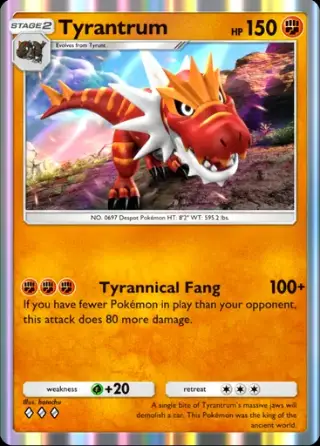 STAGE 2 Tyrantrum HP 150
Evolves from Tyrunt
NO. 0697 Despot Pokémon HT: 8'2" WT: 595.2 lbs.
Tyrannical Fang 100+
If you have fewer Pokémon in play than your opponent,
this attack does 80 more damage.
weakness +20 retreat
Illus. hanchu
A single bite of Tyrantrum's massive jaws will
demolish a car. This Pokémon was the king of the
ancient world.